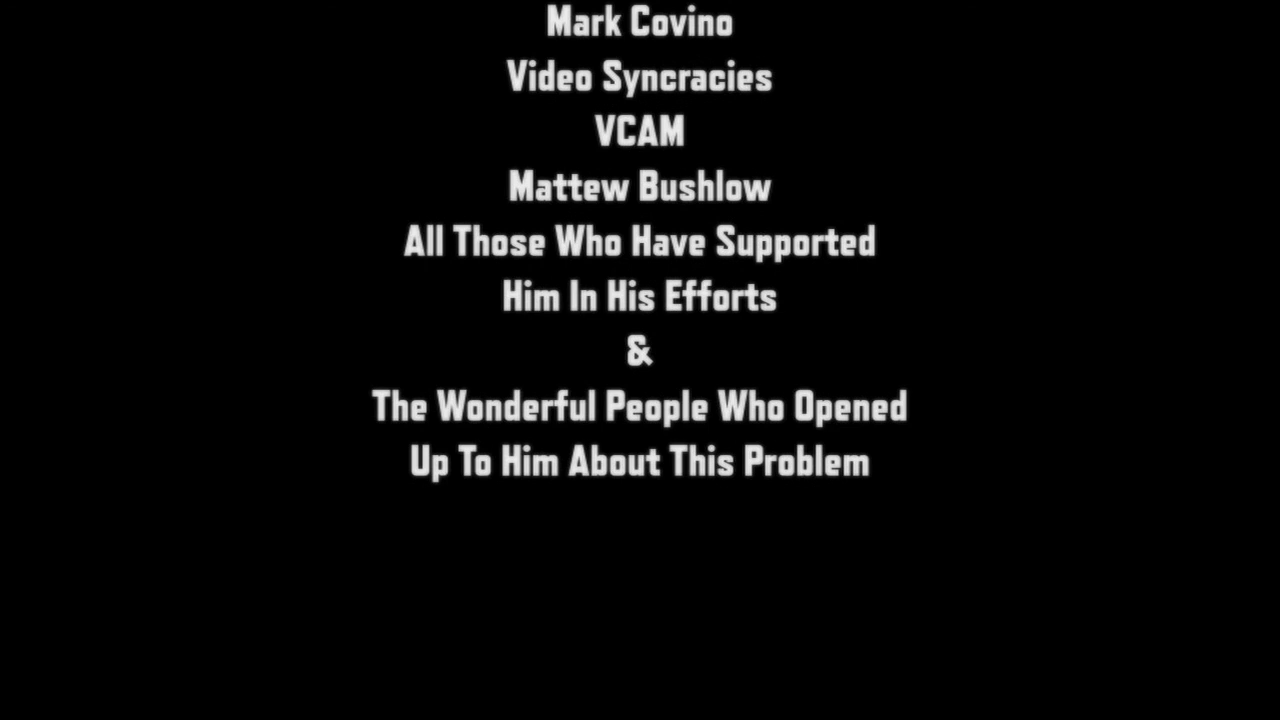 Mark Covino
Video Syncracies
VCAM
Mattew Bushlow
All Those Who Have Supported
Him In His Efforts
&
The Wonderful People Who Opened
Up To Him About This Problem